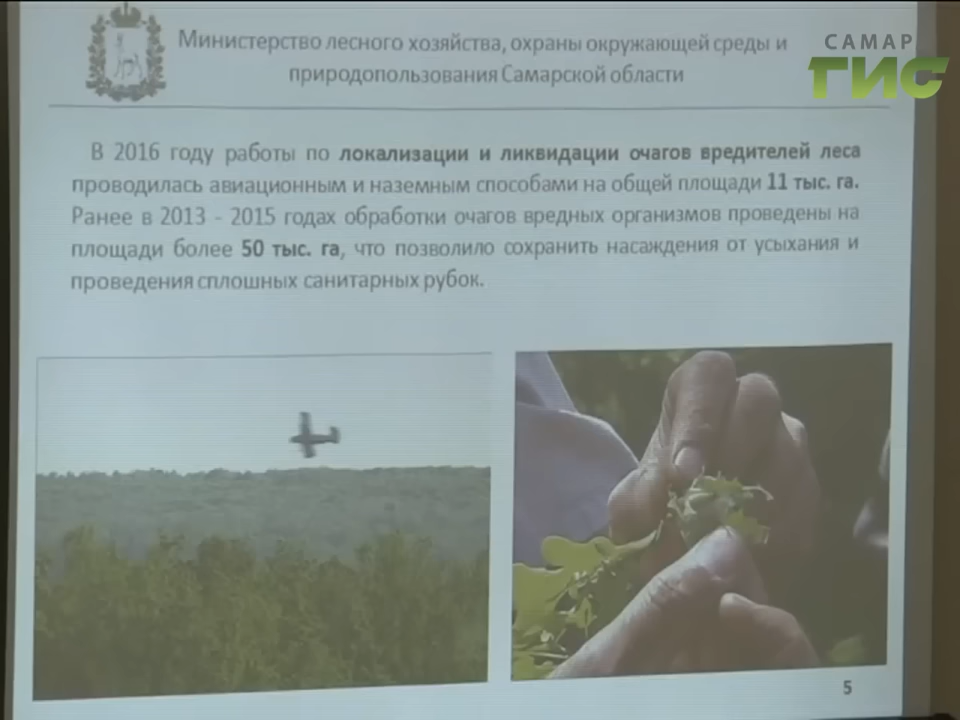 Министерство лесного хозяйства, охраны окружающей среды и
природопользования Самарской области
САМАР
ГИС
В 2016 году работы по локализации и ликвидации очагов вредителей леса
проводилась авиационным и наземным способами на общей площади 11 тыс. га.
Ранее в 2013 - 2015 годах обработки очагов вредных организмов проведены на
площади более 50 тыс. га, что позволило сохранить насаждения от усыхания и
проведения сплошных санитарных рубок.
5